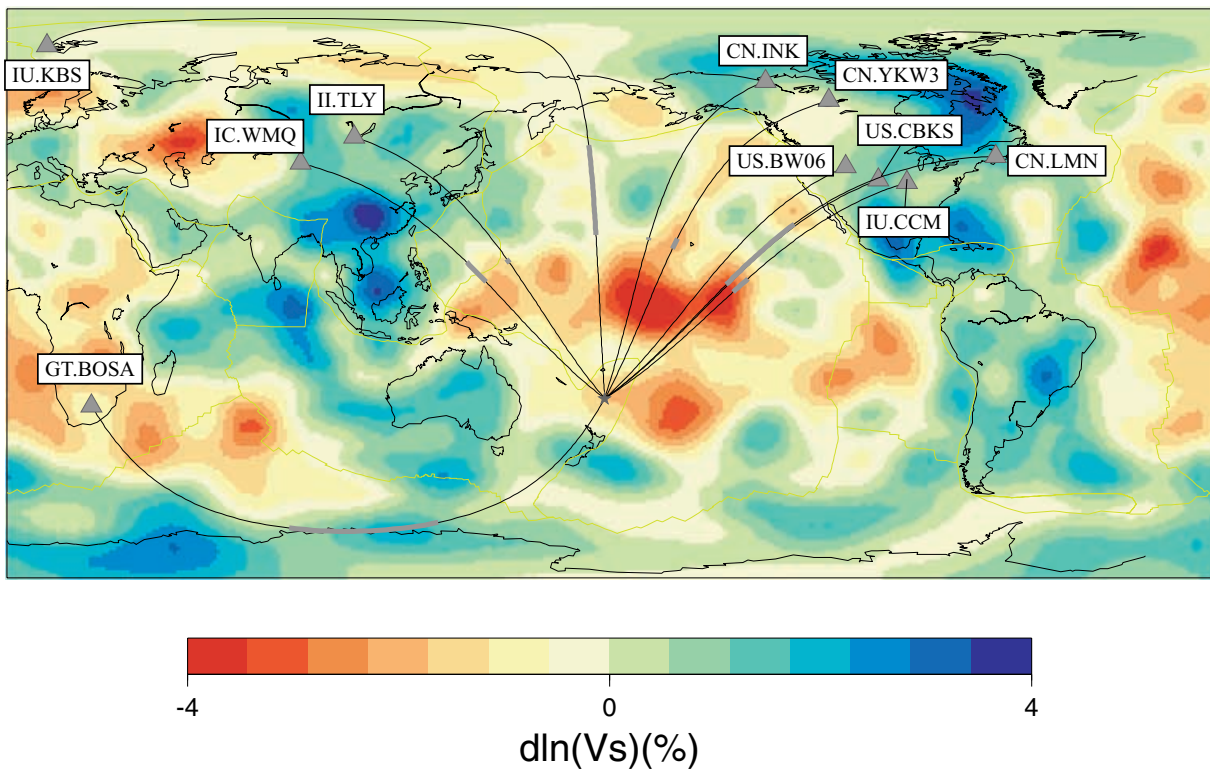 CN.INK
IU.KBS
CN.YKW3
II.TLY
US.CBKS
IC.WMQ
US.BW06
CN.LMN
IU.CCM
GT.BOSA
-4
0
4
dln(Vs)(%)